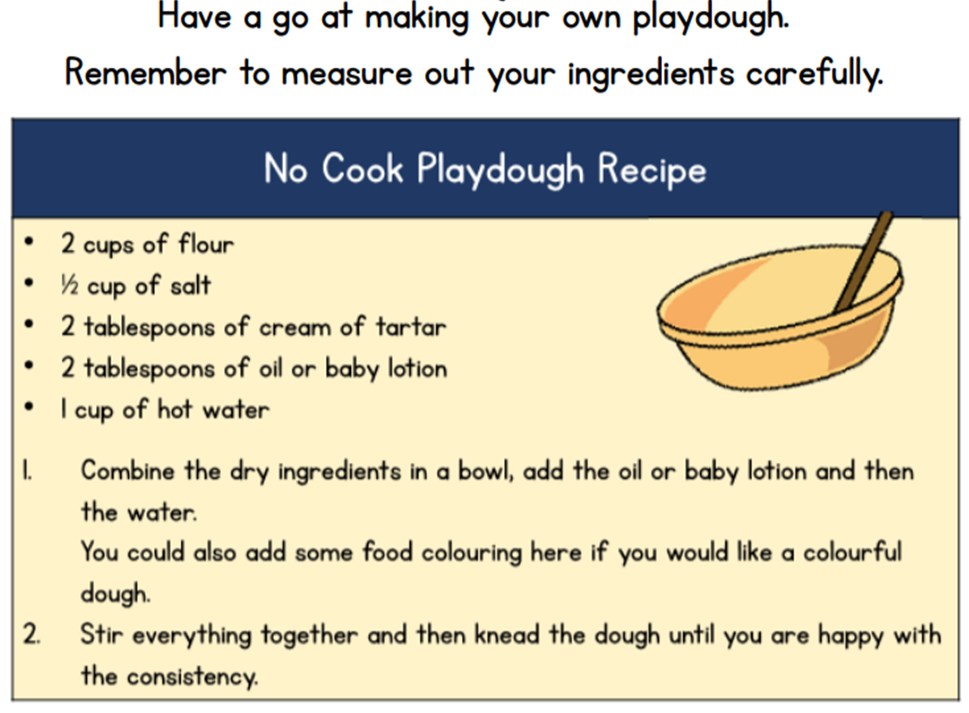 Have a go at making your own playdough.
Remember to measure out your ingredients carefully.
No Cook Playdough Recipe
• 2 cups of flour
• ½ cup of salt
• 2 tablespoons of cream of tartar
• 2 tablespoons of oil or baby lotion
• 1 cup of hot water
1. Combine the dry ingredients in a bowl, add the oil or baby lotion and then
the water.
You could also add some food colouring here if you would like a colourful
dough.
2. Stir everything together and then knead the dough until you are happy with
the consistency.